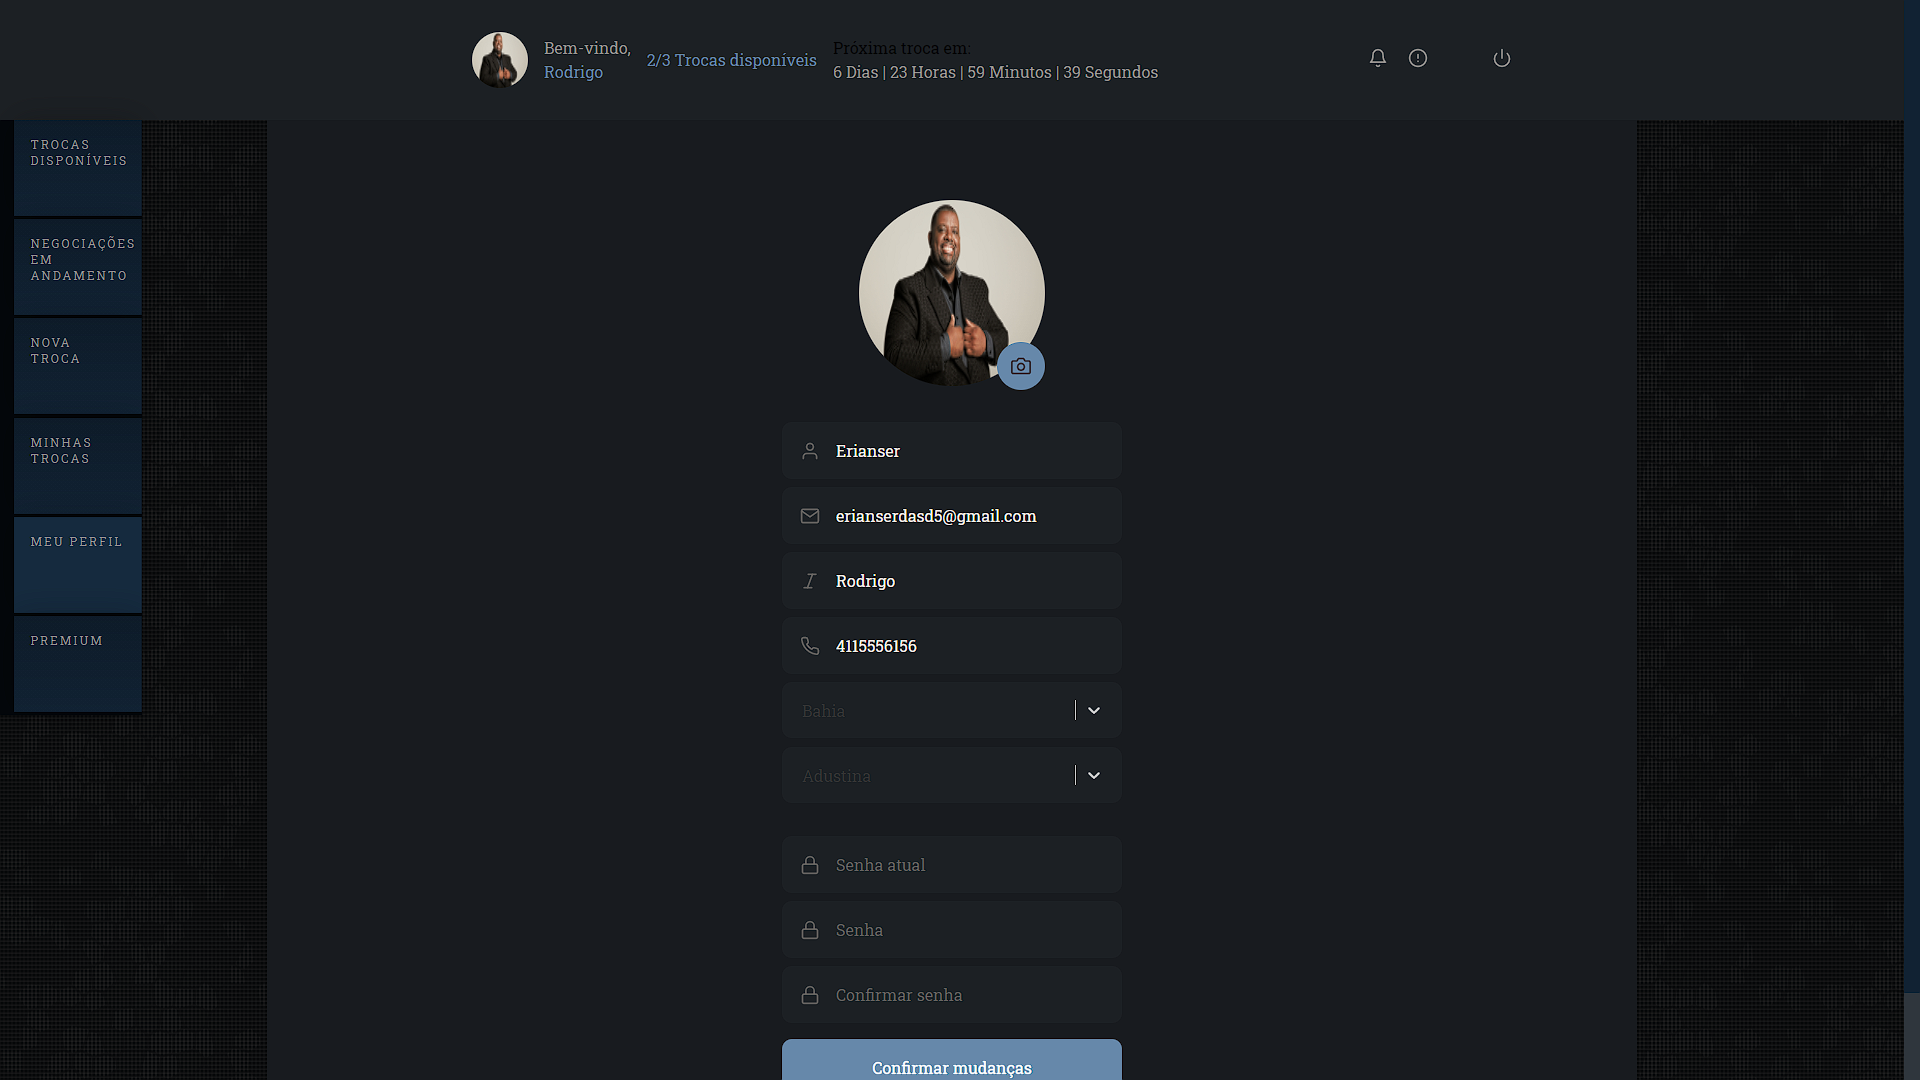 Bem-vindo,
Rodrigo
2/3 Trocas disponíveis
Próxima troca em:
6 Dias | 23 Horas | 59 Minutos | 39 Segundos
TROCAS
DISPONÍVEIS
NEGOCIAÇÕES
EM
ANDAMENTO
NOVA
TROCA
MINHAS
TROCAS
MEU PERFIL
PREMIUM
Erianser
erianserdasd5@gmail.com
Rodrigo
4115556156
Bahia
Adustina
Senha atual
Senha
Confirmar senha
Confirmar mudanças